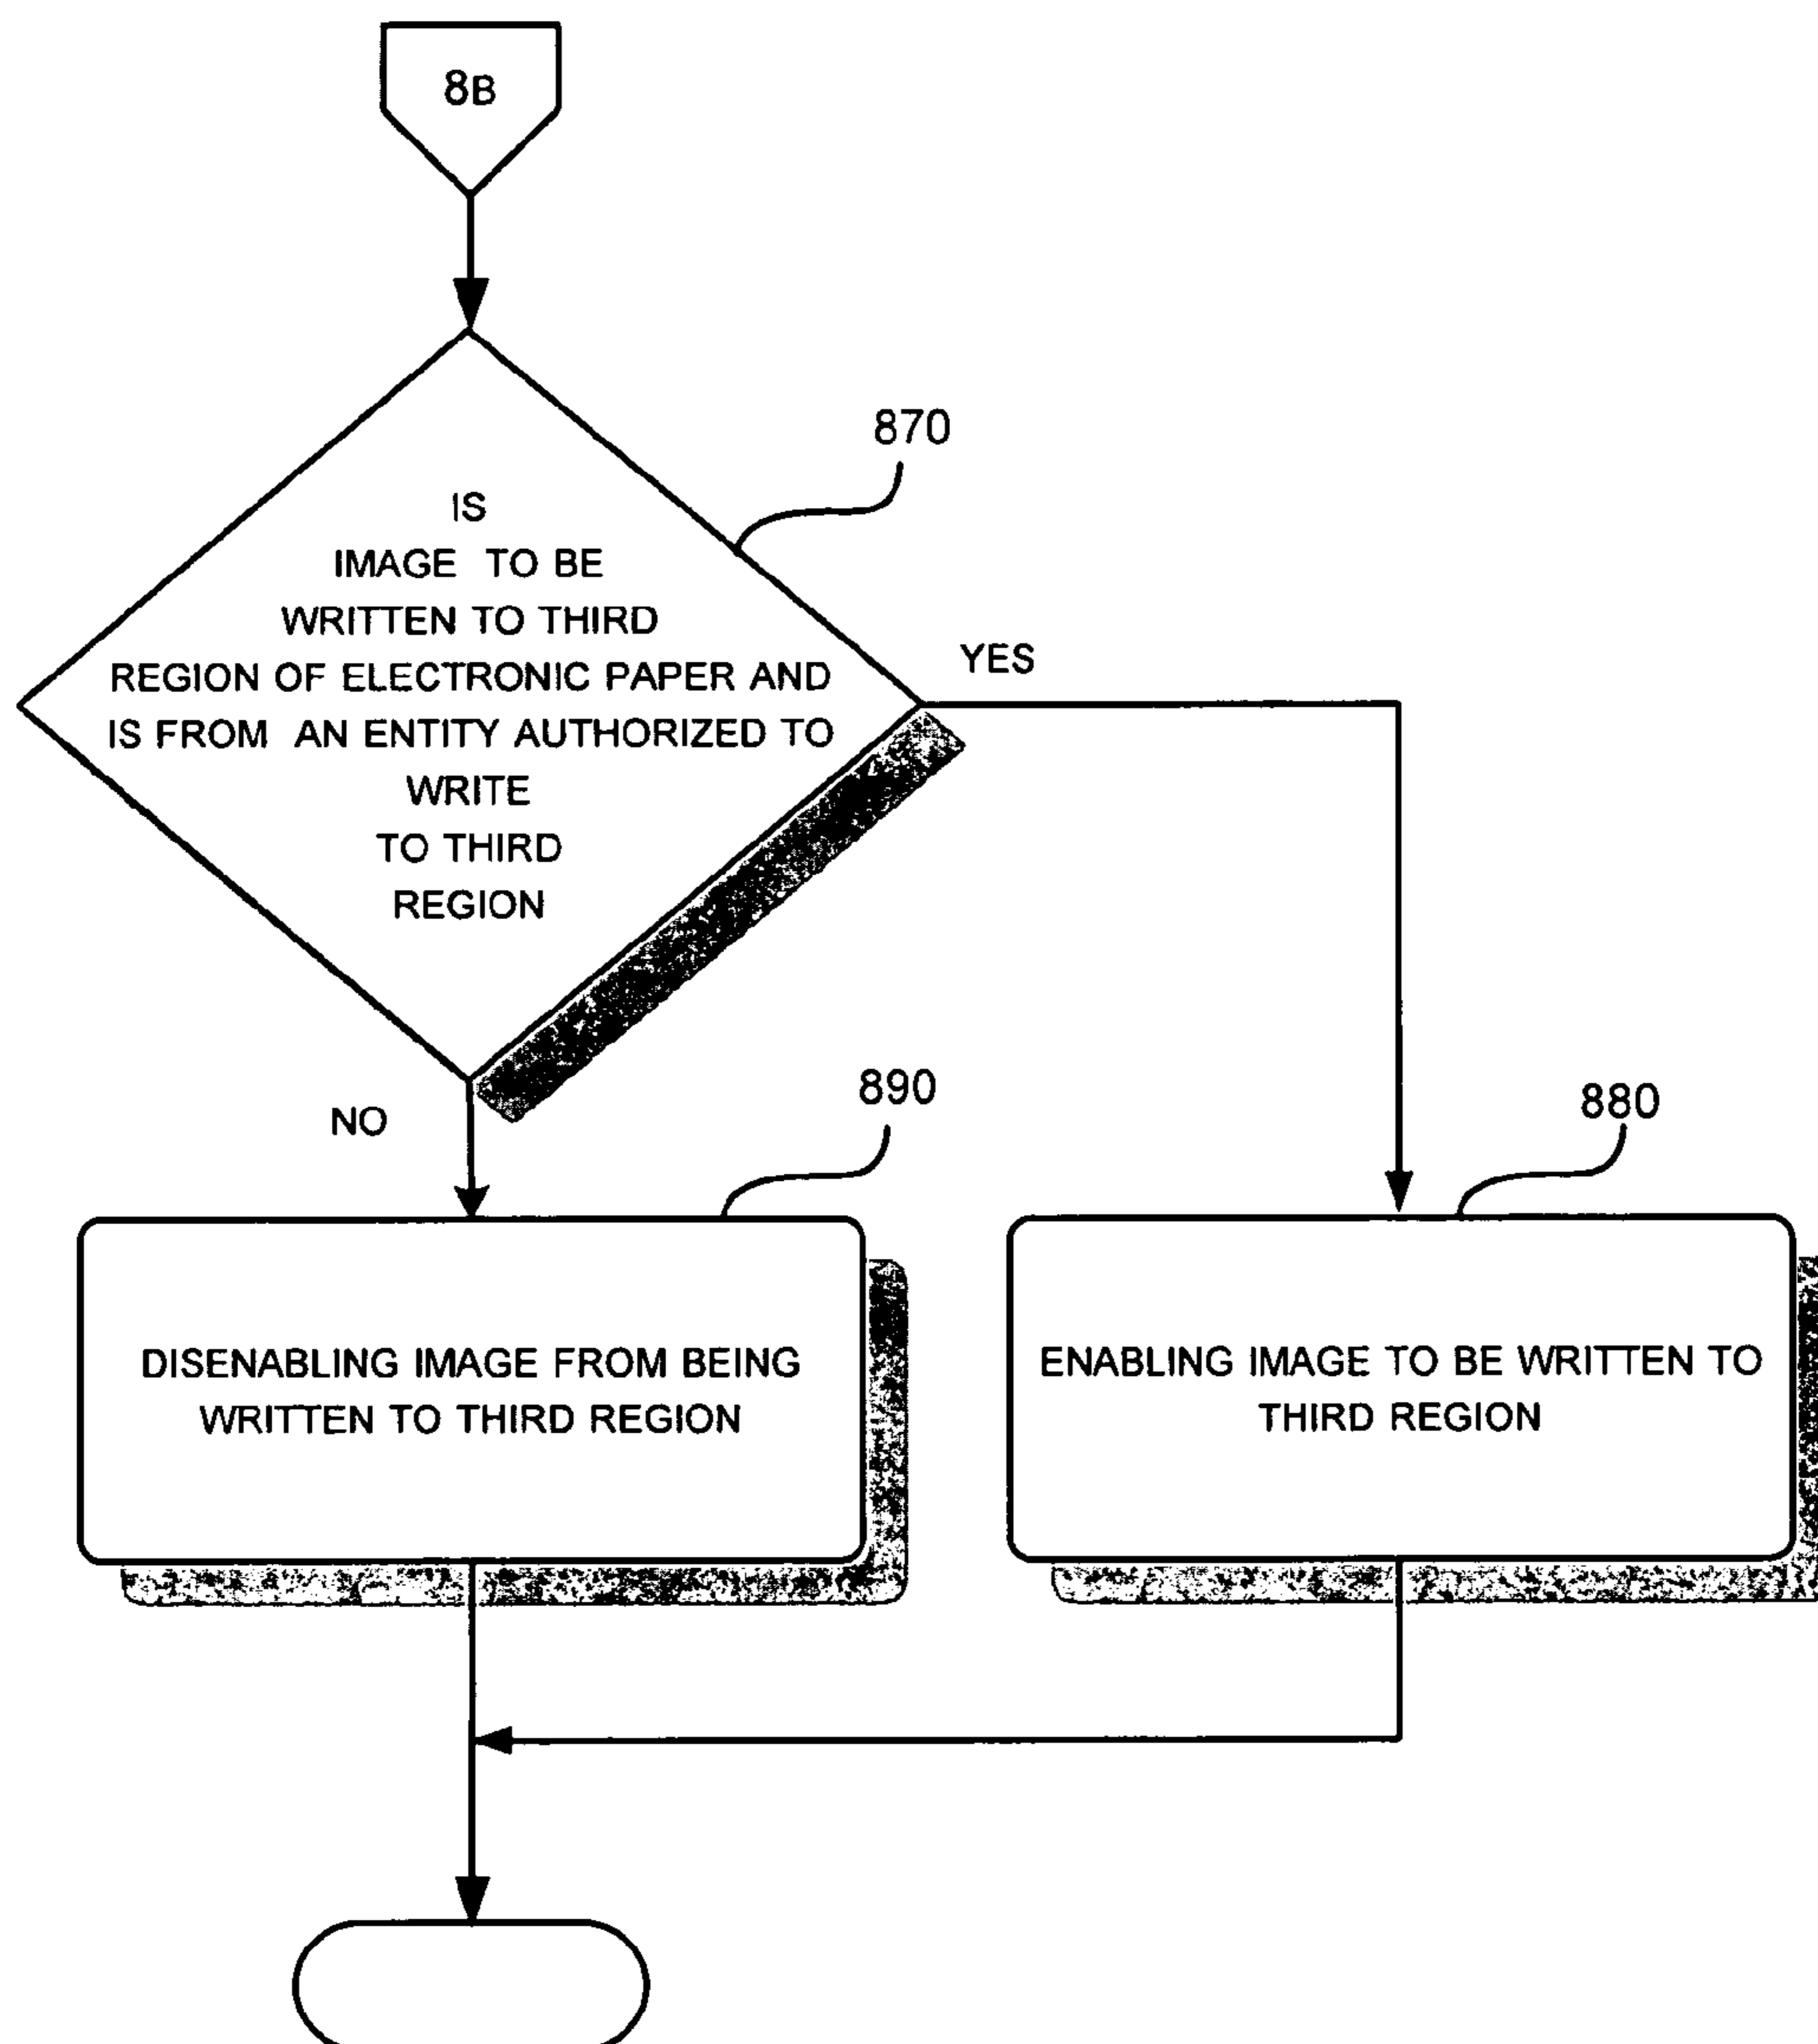 8B
870
IS
IMAGE TO BE
WRITTEN TO THIRD
REGION OF ELECTRONIC PAPER AND
IS FROM AN ENTITY AUTHORIZED TO
WRITE
TO THIRD
REGION
YES
NO
890
880
DISENABLING IMAGE FROM BEING
WRITTEN TO THIRD REGION
ENABLING IMAGE TO BE WRITTEN TO
THIRD REGION